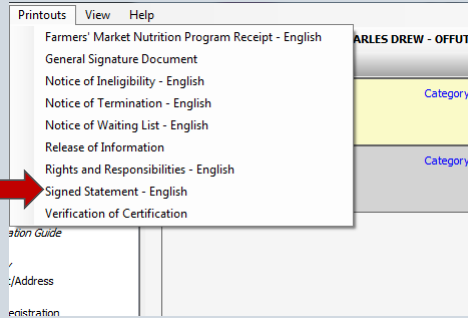 Printouts View Help
Farmers' Market Nutrition Program Receipt - English
ARLES DREW - OFFUT
General Signature Document
Notice of Ineligibility - English
Category
Notice of Termination - English
Notice of Waiting List - English
Release of Information
Category
Rights and Responsibilities - English
Signed Statement - English
Verification of Certification
ation Guide
:/Address
egistration